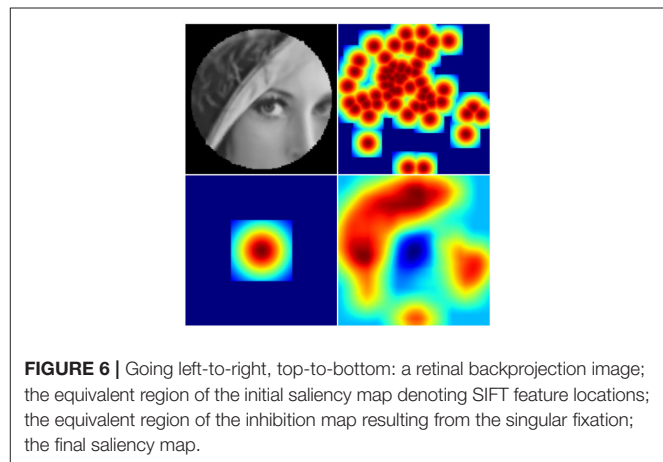 FIGURE 6 | Going left-to-right, top-to-bottom: a retinal backprojection image;
the equivalent region of the initial saliency map denoting SIFT feature locations;
the equivalent region of the inhibition map resulting from the singular fixation;
the final saliency map.